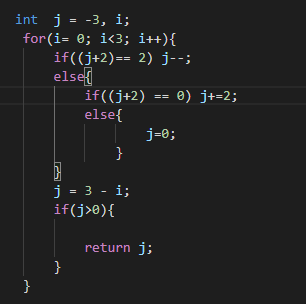 int  j = -3, i;
for(i= 0; i<3; i++){
if((j+2)== 2) j--;
else{
if((j+2) == 0) j+=2;
else{
j=0;
}
}
j = 3 - i;
if(j>0){
return j;
}
}